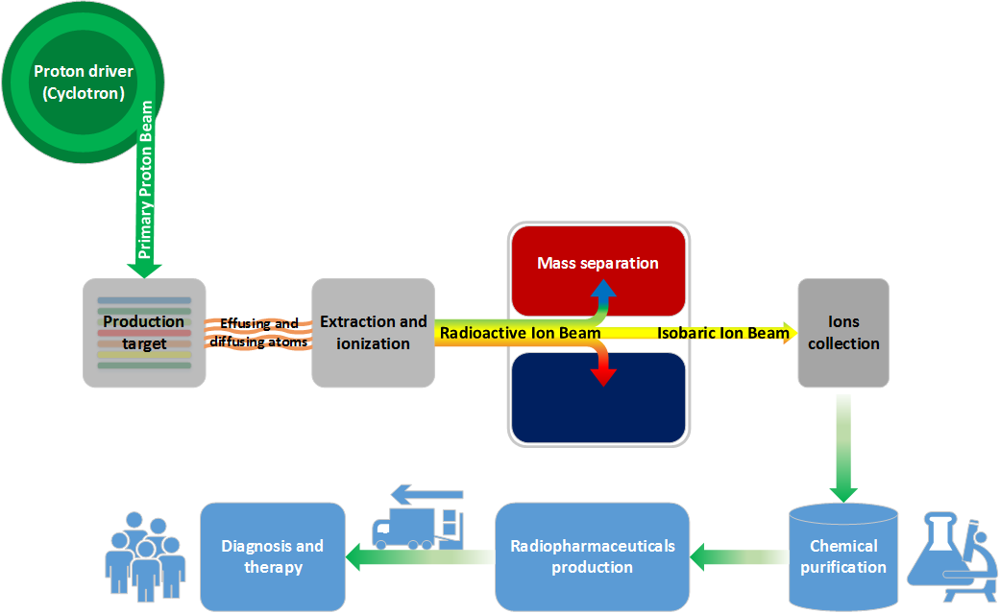 Proton driver
(Cyclotron)
Primary Proton Beam
Production
target
Effusing and
diffusing atoms
Extraction and
ionization
Mass separation
Radioactive Ion Beam
Isobaric Ion Beam
Ions
collection
Diagnosis and
therapy
Radiopharmaceuticals
production
Chemical
purification